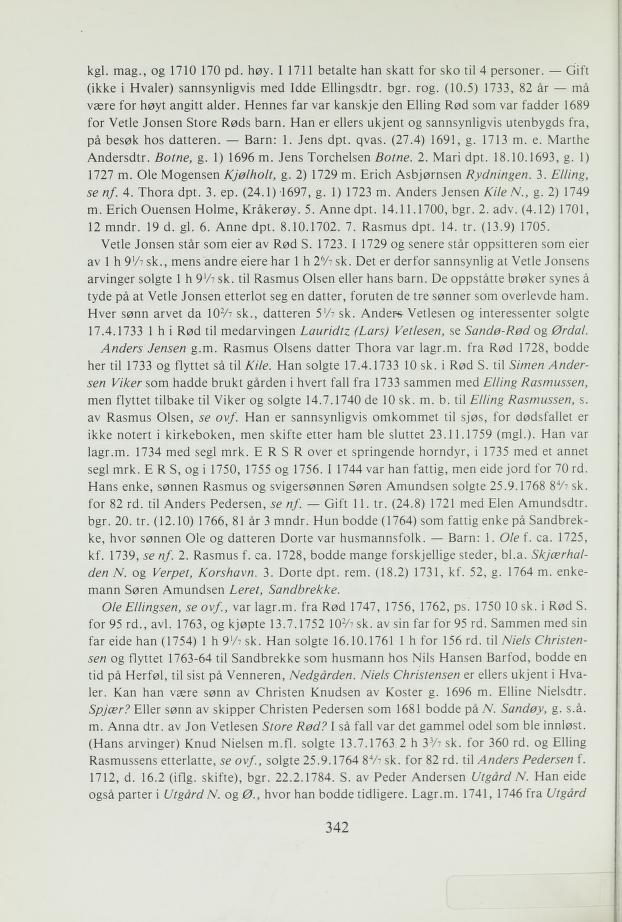 kgl. mag., og 1710 170 pd. høy. I 1711 betalte han skatt for sko til 4 personer. — Gift
(ikke i Hvaler) sannsynligvis med Idde Ellingsdtr. bgr. rog. (10.5) 1733, 82 år — må
være for høyt angitt alder. Hennes far var kanskje den Elling Rød som var fadder 1689
for Vetle Jonsen Store Røds barn. Han er ellers ukjent og sannsynligvis utenbygds fra,
på besøk hos datteren. — Barn: 1. Jens dpt. qvas. (27.4) 1691, g. 1713 m. e. Marthe
Andersdtr. Botne, g. 1) 1696 m. Jens Torchelsen Botne. 2. Mari dpt. 18.10.1693, g. 1)
1727 m. Ole Mogensen Kjølholt, g. 2) 1729 m. Erich Asbjørnsen Rydningen. 3. Elling,
se nf. 4. Thora dpt. 3. ep. (24.1) 1697, g. 1) 1723 m. Anders Jensen Kile N., g. 2) 1749
m. Erich Ouensen Holme, Kråkerøy. 5. Anne dpt. 14.11.1700, bgr. 2. adv. (4.12) 1701,
12 mndr. 19 d. gl. 6. Anne dpt. 8.10.1702. 7. Rasmus dpt. 14. tr. (13.9) 1705.
Vetle Jonsen står som eier av Rød S. 1723. I 1729 og senere står oppsitteren som eier
av 1 h 9 1/7 sk., mens andre eiere har 1 h 2 6/7 sk. Det er derfor sannsynlig at Vetle Jonsens
arvinger solgte 1 h 9 1/7 sk. til Rasmus Olsen eller hans barn. De oppståtte brøker synes å
tyde på at Vetle Jonsen etterlot seg en datter, foruten de tre sønner som overlevde ham.
Hver sønn arvet da 10 2/7 sk., datteren 5 1/7 sk. Anders Vetlesen og interessenter solgte
17.4.1733 1 h i Rød til medarvingen Lauridtz (Lars) Vetlesen, se Sandø-Rød og Ørdal.
Anders Jensen g.m. Rasmus Olsens datter Thora var lagr.m. fra Rød 1728, bodde
her til 1733 og flyttet så til Kile. Han solgte 17.4.1733 10 sk. i Rød S. til Simen Ander-
sen Viker som hadde brukt gården i hvert fall fra 1733 sammen med Elling Rasmussen,
men flyttet tilbake til Viker og solgte 14.7.1740 de 10 sk. m. b. til Elling Rasmussen, s.
av Rasmus Olsen, se ovf. Han er sannsynligvis omkommet til sjøs, for dødsfallet er
ikke notert i kirkeboken, men skifte etter ham ble sluttet 23.11.1759 (mgl.). Han var
lagr.m. 1734 med segl mrk. E R S R over et springende horndyr, i 1735 med et annet
segl mrk. E R S, og i 1750, 1755 og 1756. I 1744 var han fattig, men eide jord for 70 rd.
Hans enke, sønnen Rasmus og svigersønnen Søren Amundsen solgte 25.9.1768 8 4/7 sk.
for 82 rd. til Anders Pedersen, se nf. — Gift 11. tr. (24.8) 1721 med Elen Amundsdtr.
bgr. 20. tr. (12.10) 1766, 81 år 3 mndr. Hun bodde (1764) som fattig enke på Sandbrek-
ke, hvor sønnen Ole og datteren Dorte var husmannsfolk. — Barn: 1. Ole f. ca. 1725,
kf. 1739, se nf. 2. Rasmus f. ca. 1728, bodde mange forskjellige steder, bl.a. Skjærhal-
den N. og Verpet, Korshavn. 3. Dorte dpt. rem. (18.2) 1731, kf. 52, g. 1764 m. enke-
mann Søren Amundsen Leret, Sandbrekke.
Ole Ellingsen, se ovf., var lagr.m. fra Rød 1747, 1756, 1762, ps. 1750 10 sk. i Rød S.
for 95 rd., avl. 1763, og kjøpte 13.7.1752 10 2/7 sk. av sin far for 95 rd. Sammen med sin
far eide han (1754) 1 h 9 1/7 sk. Han solgte 16.10.1761 1 h for 156 rd. til Niels Christen-
sen og flyttet 1763-64 til Sandbrekke som husmann hos Nils Hansen Barfod, bodde en
tid på Herføl, til sist på Venneren, Nedgården. Niels Christensen er ellers ukjent i Hva-
ler. Kan han være sønn av Christen Knudsen av Koster g. 1696 m. Elline Nielsdtr.
Spjær? Eller sønn av skipper Christen Pedersen som 1681 bodde på N. Sandøy, g. s.å.
m. Anna dtr. av Jon Vetlesen Store Rød? I så fall var det gammel odel som ble innløst.
(Hans arvinger) Knud Nielsen m.fl. solgte 13.7.1763 2 h 3 3/7 sk. for 360 rd. og Elling
Rasmussens etterlatte, se ovf., solgte 25.9.1764 8 4/7 sk. for 82 rd. til Anders Pedersen f.
1712, d. 16.2 (iflg. skifte), bgr. 22.2.1784. S. av Peder Andersen Utgård N. Han eide
også parter i Utgård N. og Ø., hvor han bodde tidligere. Lagr.m. 1741, 1746 fra Utgård
342